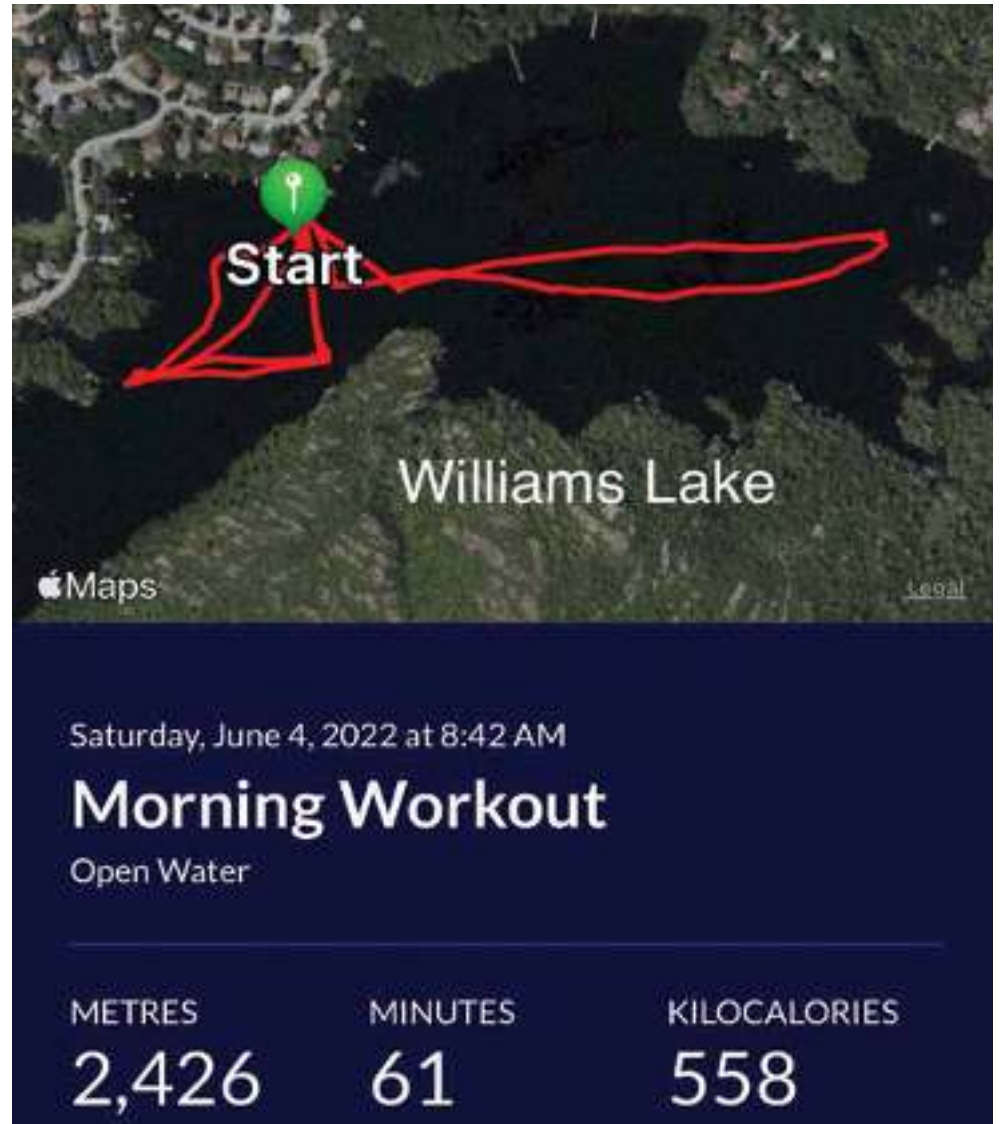 Start
Williams Lake
Maps
Legal
Saturday, June 4, 2022 at 8:42 AM
Morning Workout
Open Water
METRES MINUTES KILOCALORIES
2,426 61 558